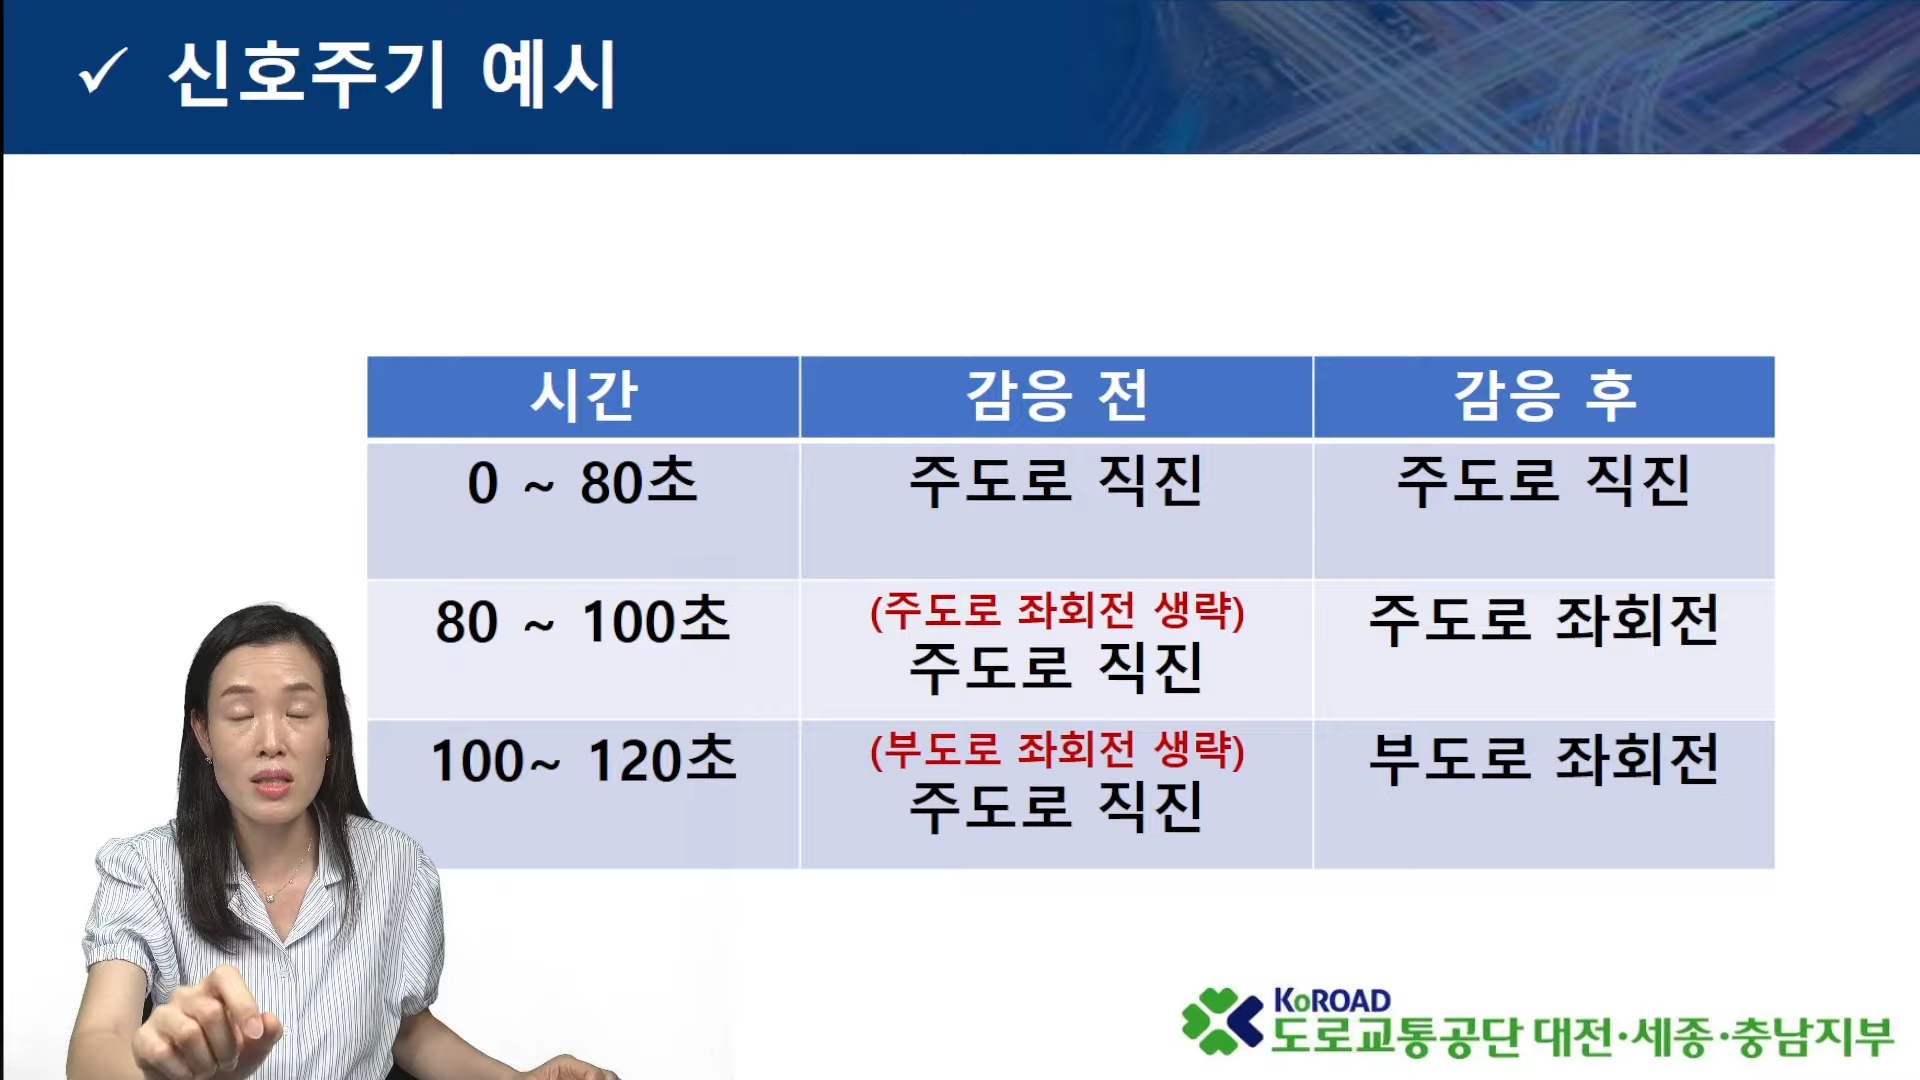 ✓ 신호주기 예시
시간 감응 전 감응 후
0 ~ 80초 주도로 직진 주도로 직진
80 ~ 100초 (주도로 좌회전 생략) 주도로 좌회전
주도로 직진
100~ 120초 (부도로 좌회전 생략) 부도로 좌회전
주도로 직진
KoROAD
도로교통공단 대전·세종·충남지부